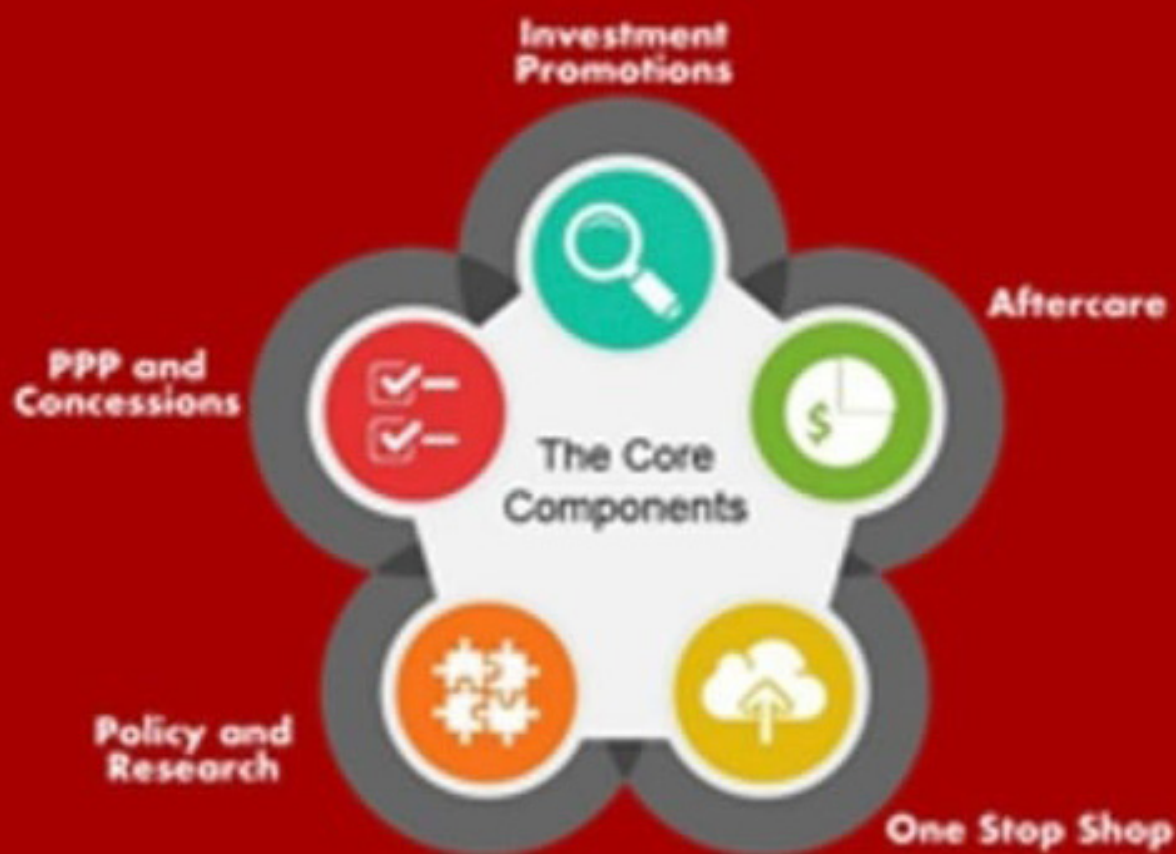 Investment
Promotions
Aftercare
PPP and
Concessions
The Core
Components
Policy and
Research
One Stop Shop
$